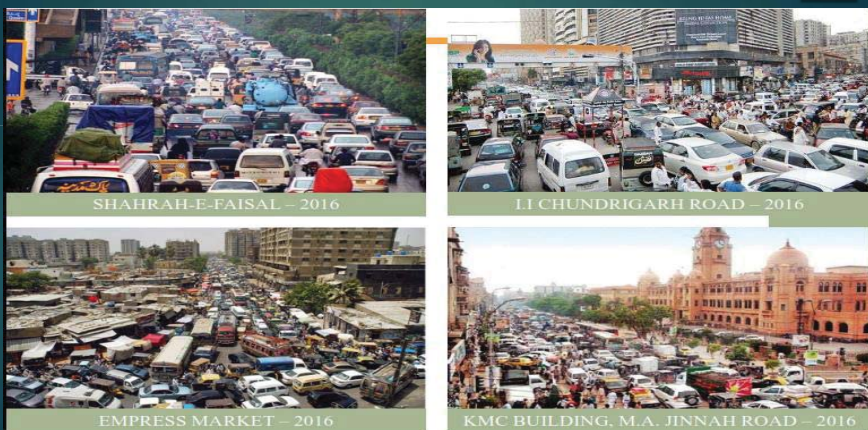 SHAHRAH-E-FAISAL – 2016
I.I CHUNDRIGARH ROAD – 2016
EMPRESS MARKET – 2016
KMC BUILDING, M.A. JINNAH ROAD – 2016